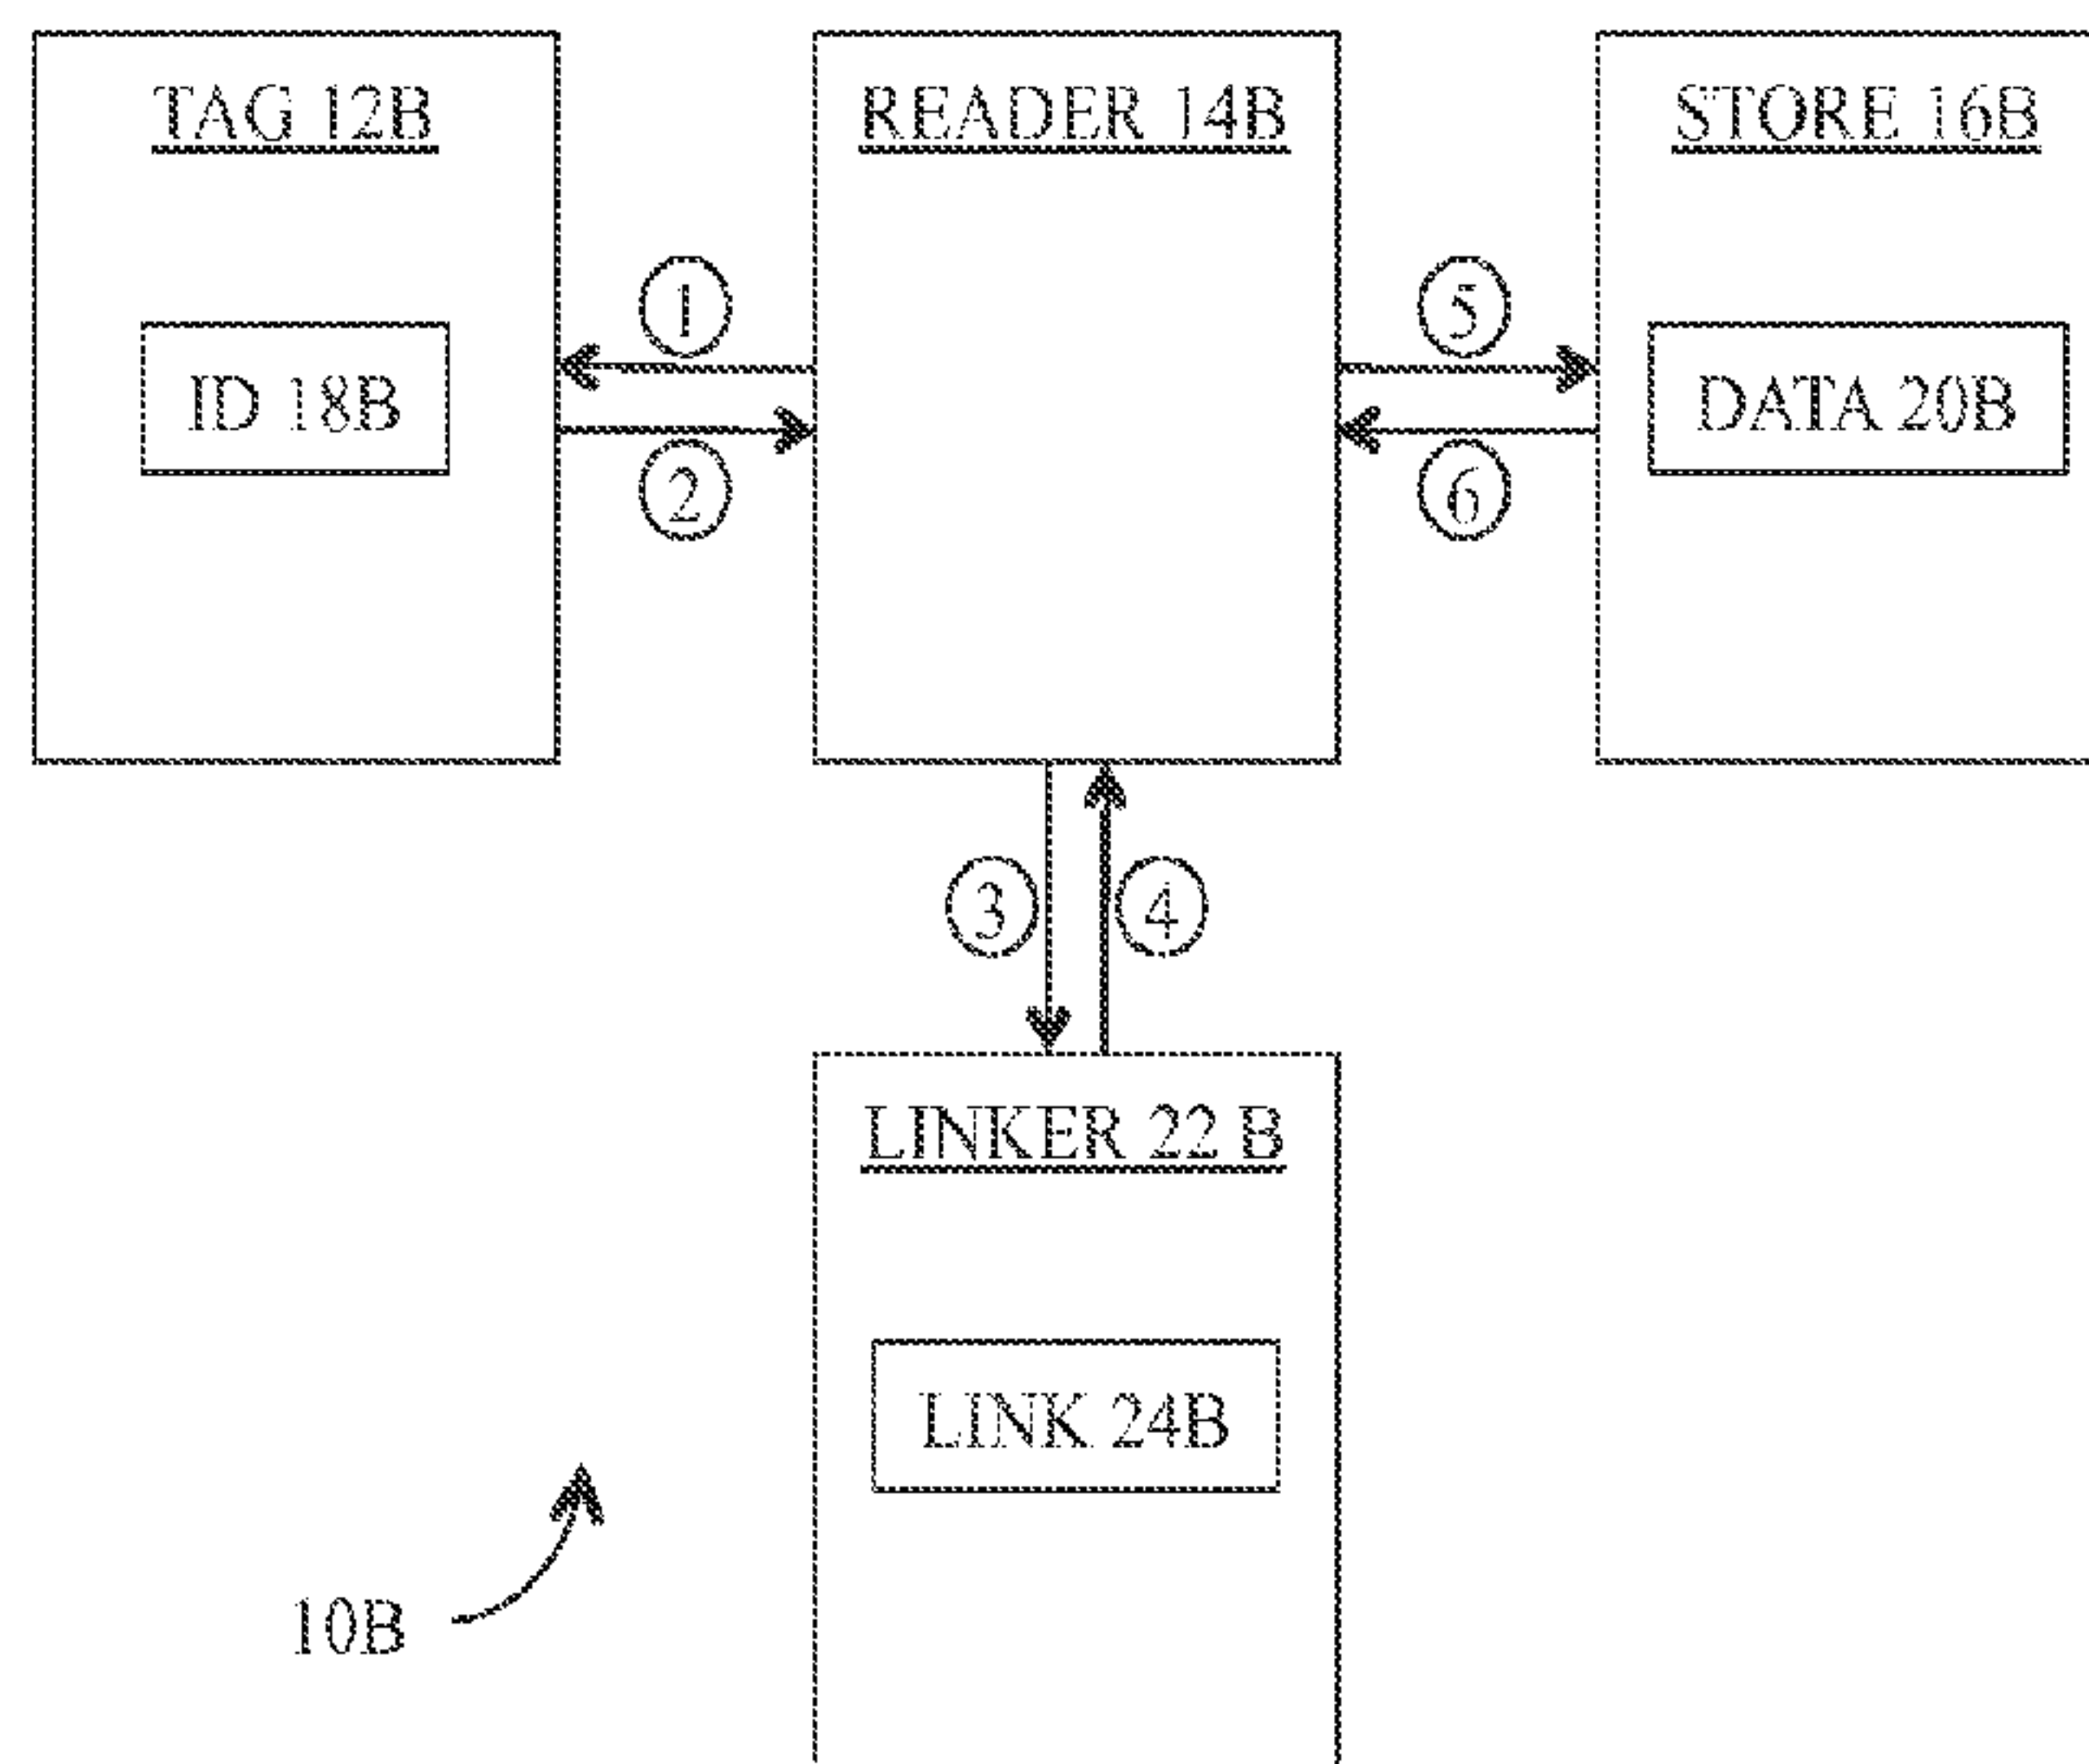 TAG 12B
READER 14B
STORE 16B
1
5
ID 18B
DATA 20B
2
6
3
4
LINKER 22 B
LINK 24B
10B